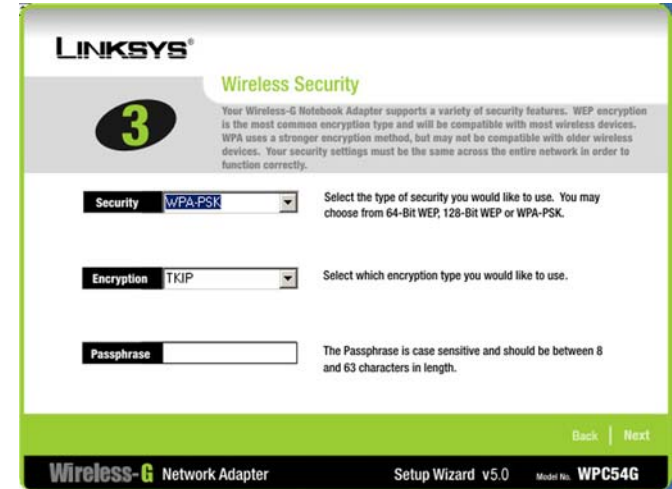 LINKSYS®
Wireless Security
3
Your Wireless-G Notebook Adapter supports a variety of security features. WEP encryption
is the most common encryption type and will be compatible with most wireless devices.
WPA uses a stronger encryption method, but may not be compatible with older wireless
devices. Your security settings must be the same across the entire network in order to
function correctly.
Security WPA-PSK
Select the type of security you would like to use. You may
choose from 64-Bit WEP, 128-Bit WEP or WPA-PSK.
Encryption TKIP
Select which encryption type you would like to use.
Passphrase
The Passphrase is case sensitive and should be between 8
and 63 characters in length.
Back | Next
Wireless-G Network Adapter Setup Wizard v5.0 Model No. WPC54G